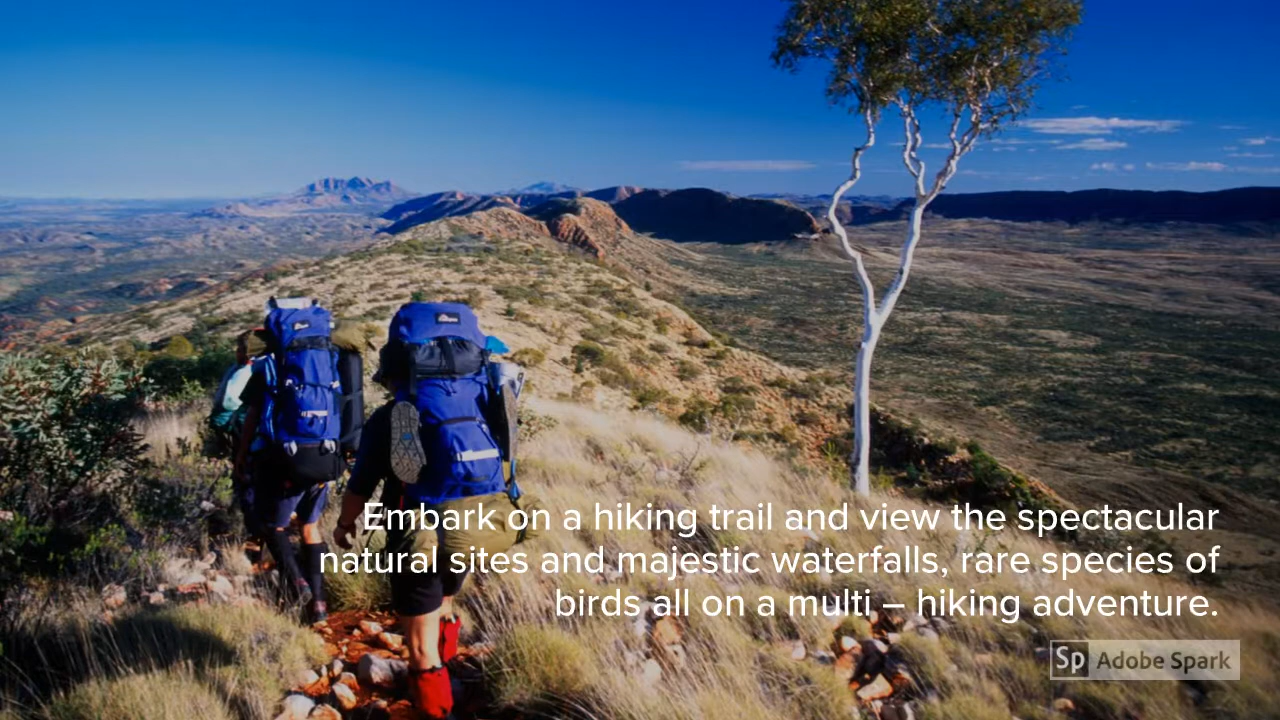 Embark on a hiking trail and view the spectacular
natural sites and majestic waterfalls, rare species of
birds all on a multi – hiking adventure.
Sp Adobe Spark